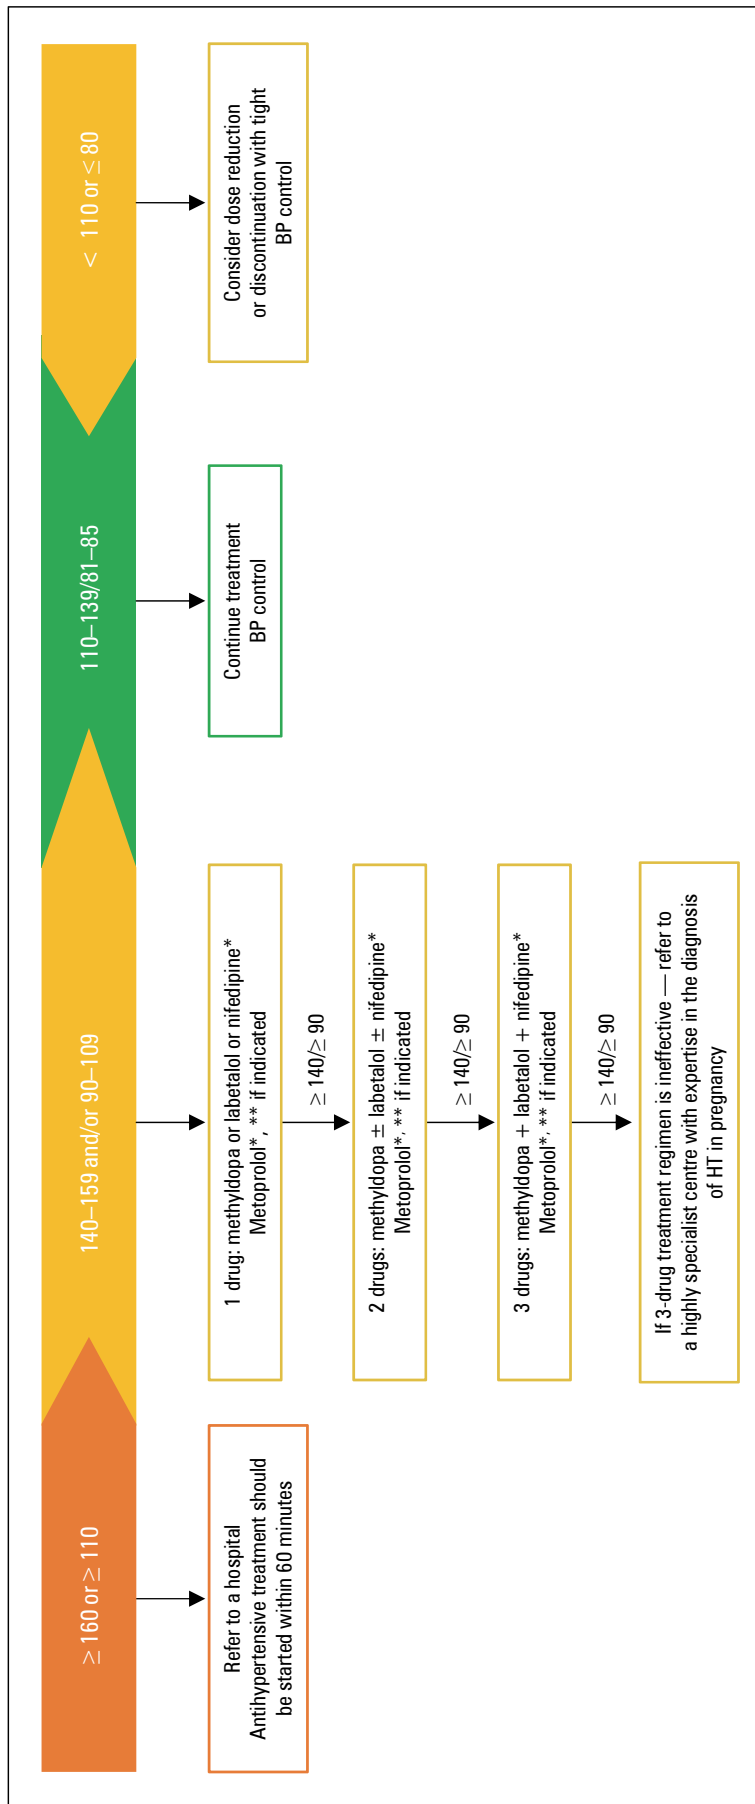 ≥ 160 or ≥ 110
Refer to a hospital
Antihypertensive treatment should
be started within 60 minutes
140–159 and/or 90–109
1 drug: methyldopa or labetalol or nifedipine*
Metoprolol*, ** if indicated
≥ 140/≥ 90
2 drugs: methyldopa ± labetalol ± nifedipine*
Metoprolol*, ** if indicated
≥ 140/≥ 90
3 drugs: methyldopa + labetalol + nifedipine*
Metoprolol*, ** if indicated
≥ 140/≥ 90
If 3-drug treatment regimen is ineffective — refer to
a highly specialist centre with expertise in the diagnosis
of HT in pregnancy
110–139/81–85
Continue treatment
BP control
< 110 or ≤ 80
Consider dose reduction
or discontinuation with tight
BP control